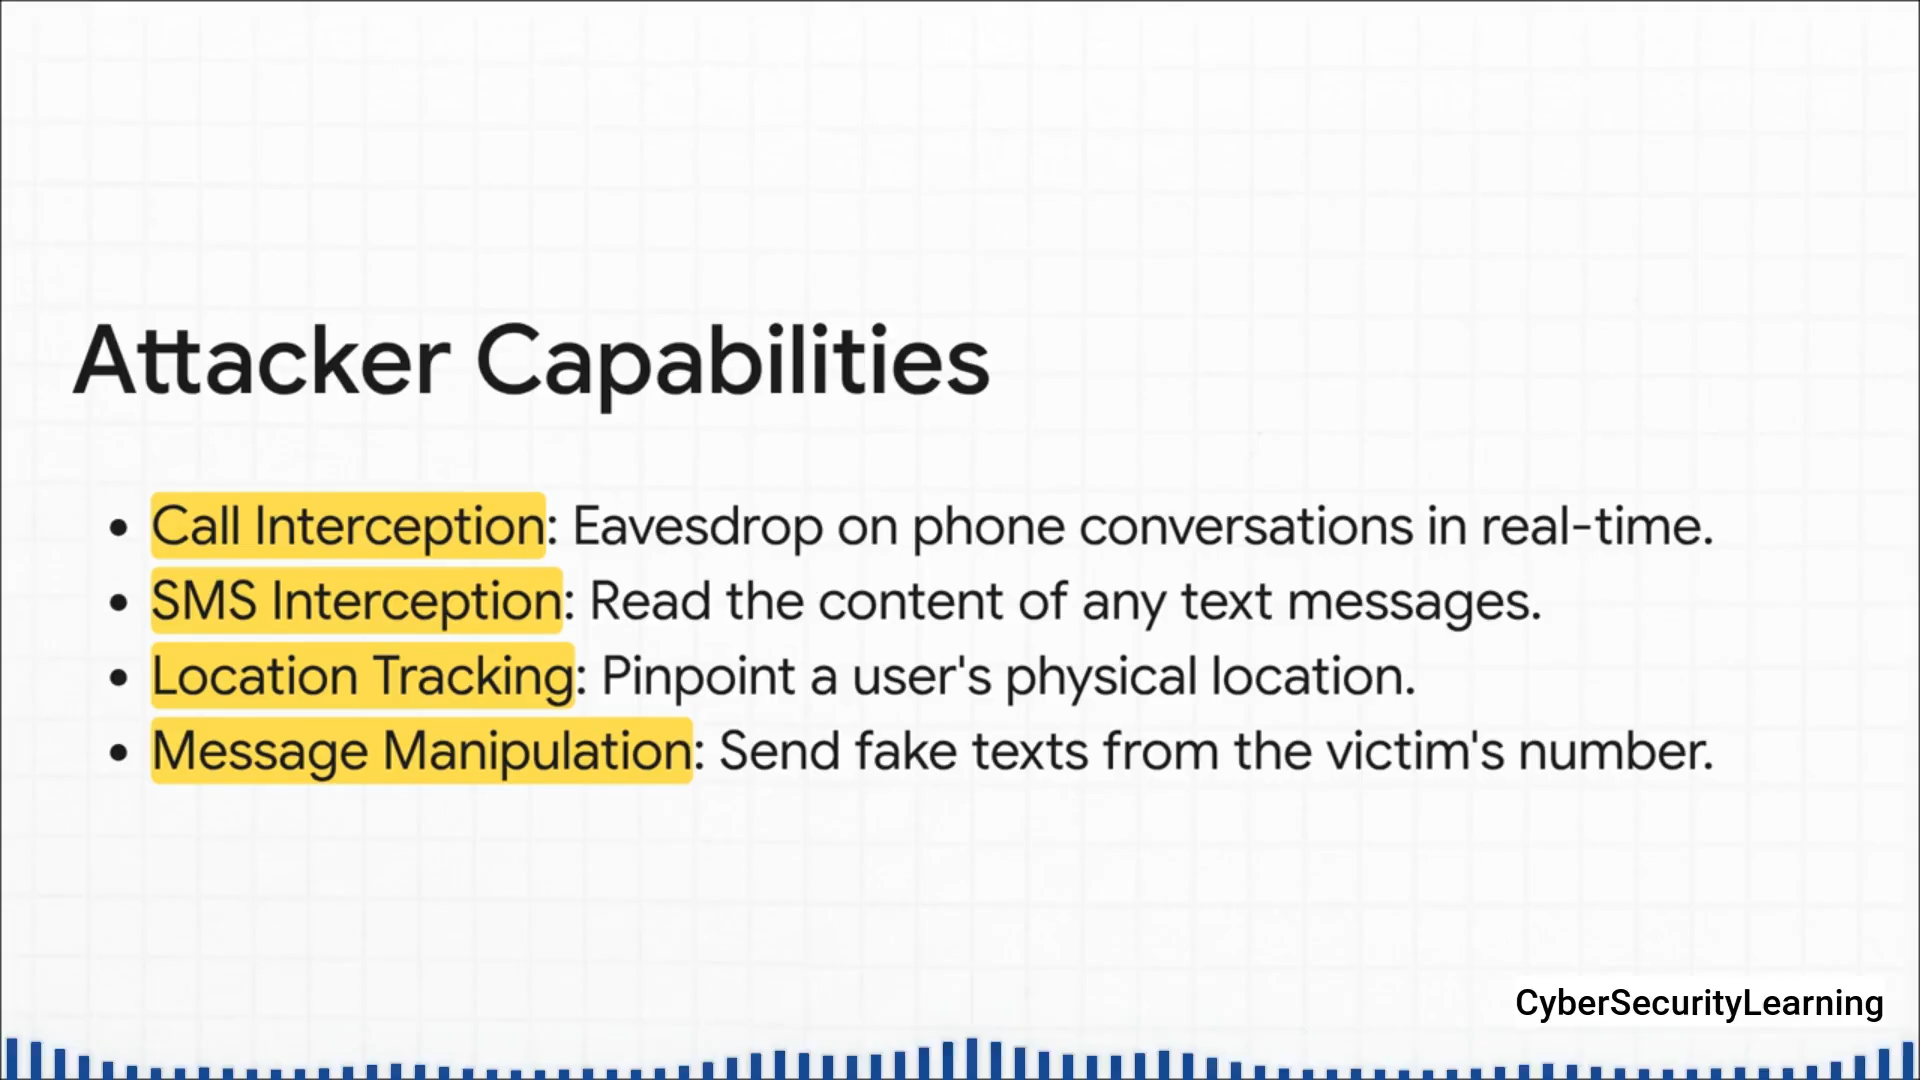 Attacker Capabilities
• Call Interception: Eavesdrop on phone conversations in real-time.
• SMS Interception: Read the content of any text messages.
• Location Tracking: Pinpoint a user's physical location.
• Message Manipulation: Send fake texts from the victim's number.
CyberSecurityLearning